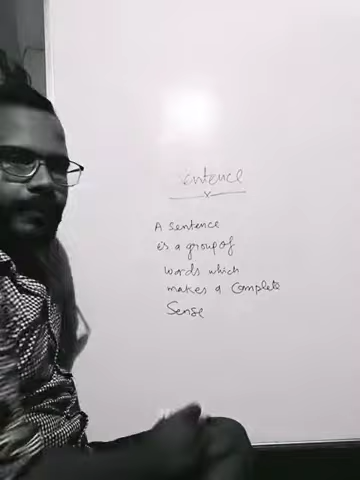 Sentence
A Sentence
is a group of
words which
makes a Complete
Sense